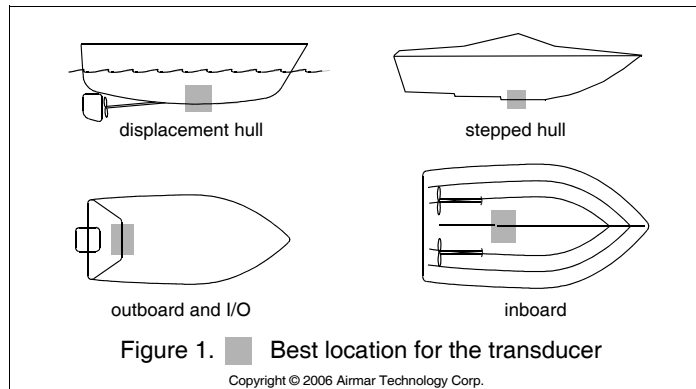 displacement hull
stepped hull
outboard and I/O
inboard
Figure 1. Best location for the transducer
Copyright © 2006 Airmar Technology Corp.